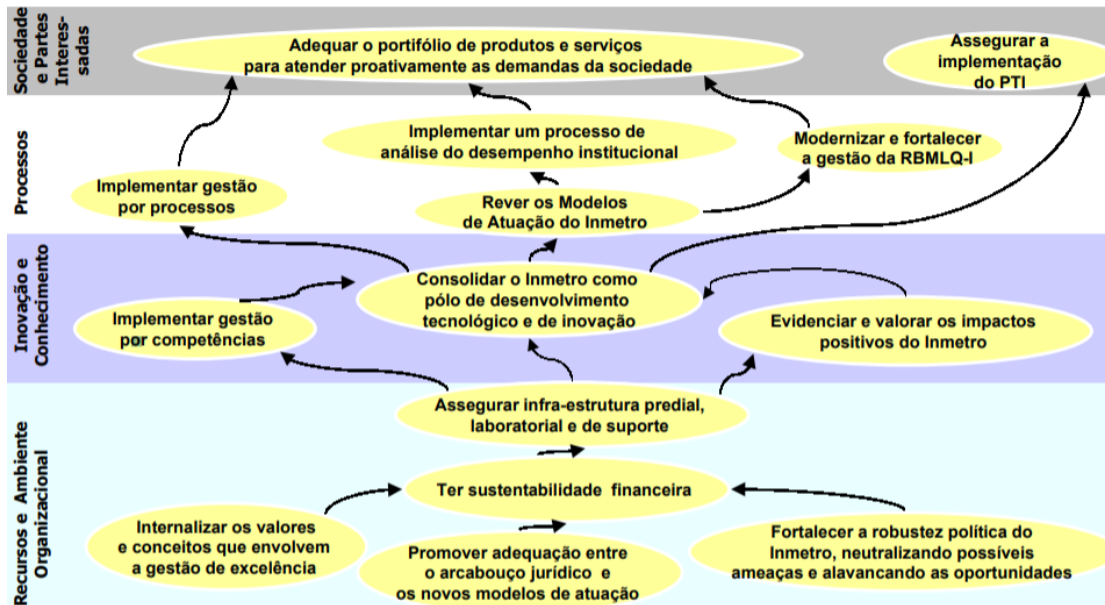 Sociedade
e Partes
Interes-
sadas
Adequar o portifólio de produtos e serviços
para atender proativamente as demandas da sociedade
Assegurar a
implementação
do PTI
Processos
Implementar um processo de
análise do desempenho institucional
Modernizar e fortalecer
a gestão da RBMLQ-I
Implementar gestão
por processos
Rever os Modelos
de Atuação do Inmetro
Inovação e
Conhecimento
Consolidar o Inmetro como
pólo de desenvolvimento
tecnológico e de inovação
Implementar gestão
por competências
Evidenciar e valorar os impactos
positivos do Inmetro
Recursos e Ambiente
Organizacional
Assegurar infra-estrutura predial,
laboratorial e de suporte
Ter sustentabilidade financeira
Internalizar os valores
e conceitos que envolvem
a gestão de excelência
Promover adequação entre
o arcabouço jurídico e
os novos modelos de atuação
Fortalecer a robustez política do
Inmetro, neutralizando possíveis
ameaças e alavancando as oportunidades